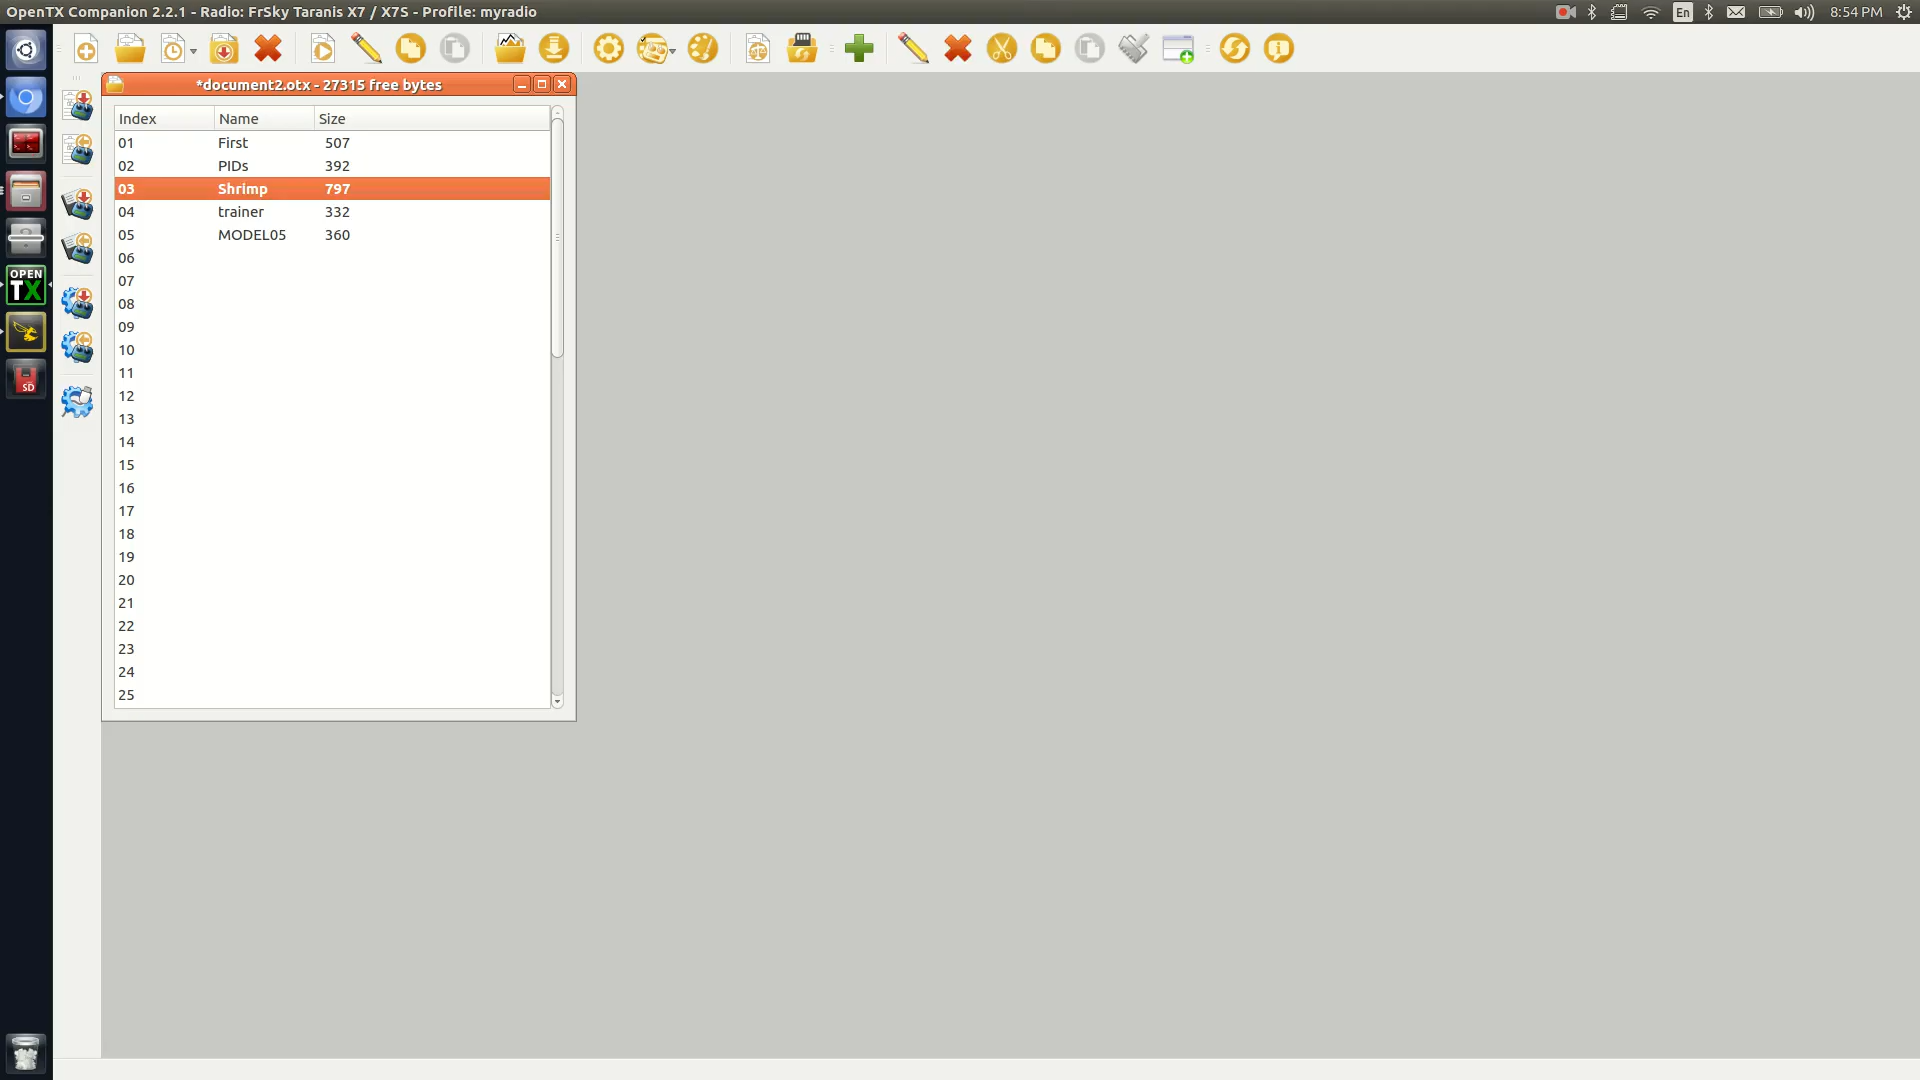 OpenTX Companion 2.2.1 - Radio: FrSky Taranis X7 / X7S - Profile: myradio
En
8:54 PM
*document2.otx - 27315 free bytes
Index Name Size
01 First 507
02 PIDs 392
03 Shrimp 797
04 trainer 332
05 MODEL05 360
06
07
08
09
10
11
12
13
14
15
16
17
18
19
20
21
22
23
24
25
OPEN
TX
SD